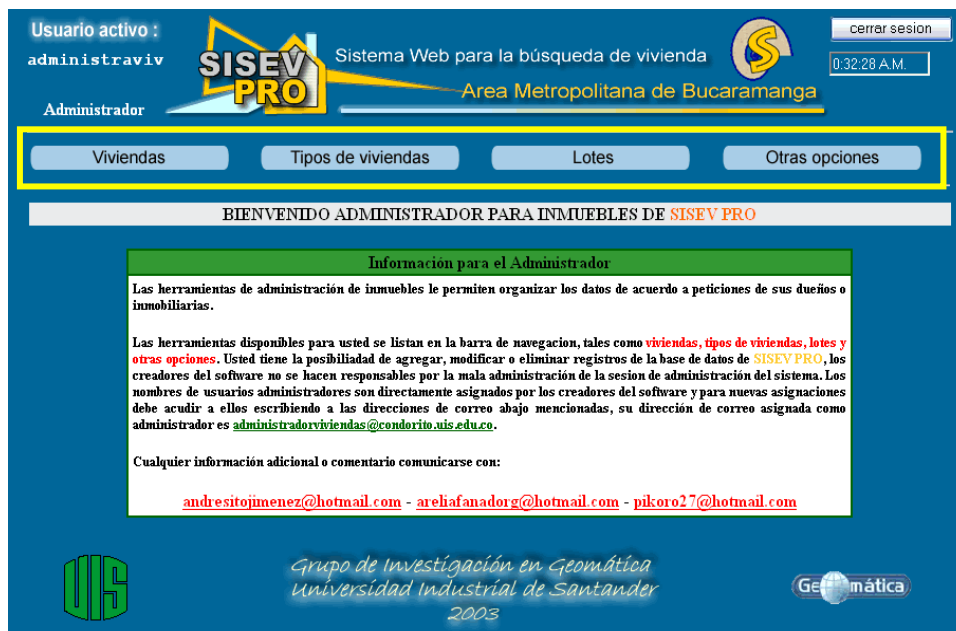 Usuario activo :
administraviv
Administrador
SISEV
PRO
Sistema Web para la búsqueda de vivienda
Area Metropolitana de Bucaramanga
cerrar sesion
0:32:28 A.M.
Viviendas
Tipos de viviendas
Lotes
Otras opciones
BIENVENIDO ADMINISTRADOR PARA INMUEBLES DE SISEV PRO
Información para el Administrador
Las herramientas de administración de inmuebles le permiten organizar los datos de acuerdo a peticiones de sus dueños o
inmobiliarias.
Las herramientas disponibles para usted se listan en la barra de navegacion, tales como viviendas, tipos de viviendas, lotes y
otras opciones. Usted tiene la posibiliadad de agregar, modificar o eliminar registros de la base de datos de SISEV PRO, los
creadores del software no se hacen responsables por la mala administración de la sesion de administración del sistema. Los
nombres de usuarios administradores son directamente asignados por los creadores del software y para nuevas asignaciones
debe acudir a ellos escribiendo a las direcciones de correo abajo mencionadas, su dirección de correo asignada como
administrador es administradorviviendas@condorito.uis.edu.co.
Cualquier información adicional o comentario comunicarse con:
andresitojimenez@hotmail.com - areliafanadorg@hotmail.com - pikoro27@hotmail.com
UIS
Grupo de Investigación en Geomática
Universidad Industrial de Santander
2003
Geomática